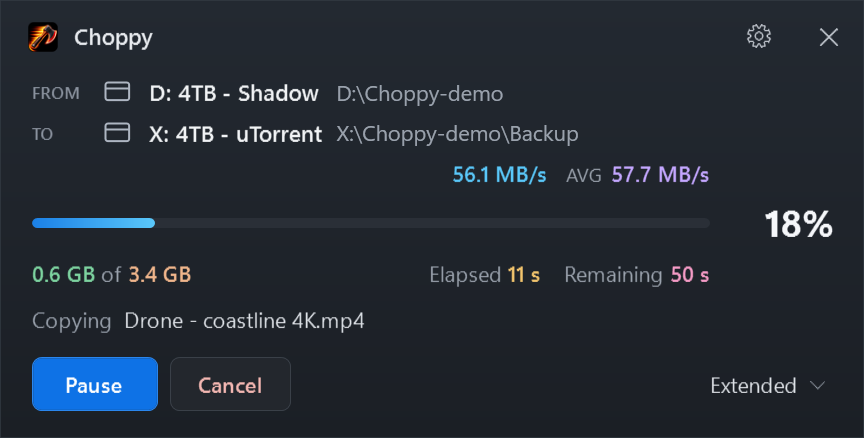 Choppy
FROM D: 4TB - Shadow D:\Choppy-demo
TO X: 4TB - uTorrent X:\Choppy-demo\Backup
56.1 MB/s AVG 57.7 MB/s
18%
0.6 GB of 3.4 GB Elapsed 11 s Remaining 50 s
Copying Drone - coastline 4K.mp4
Pause Cancel Extended